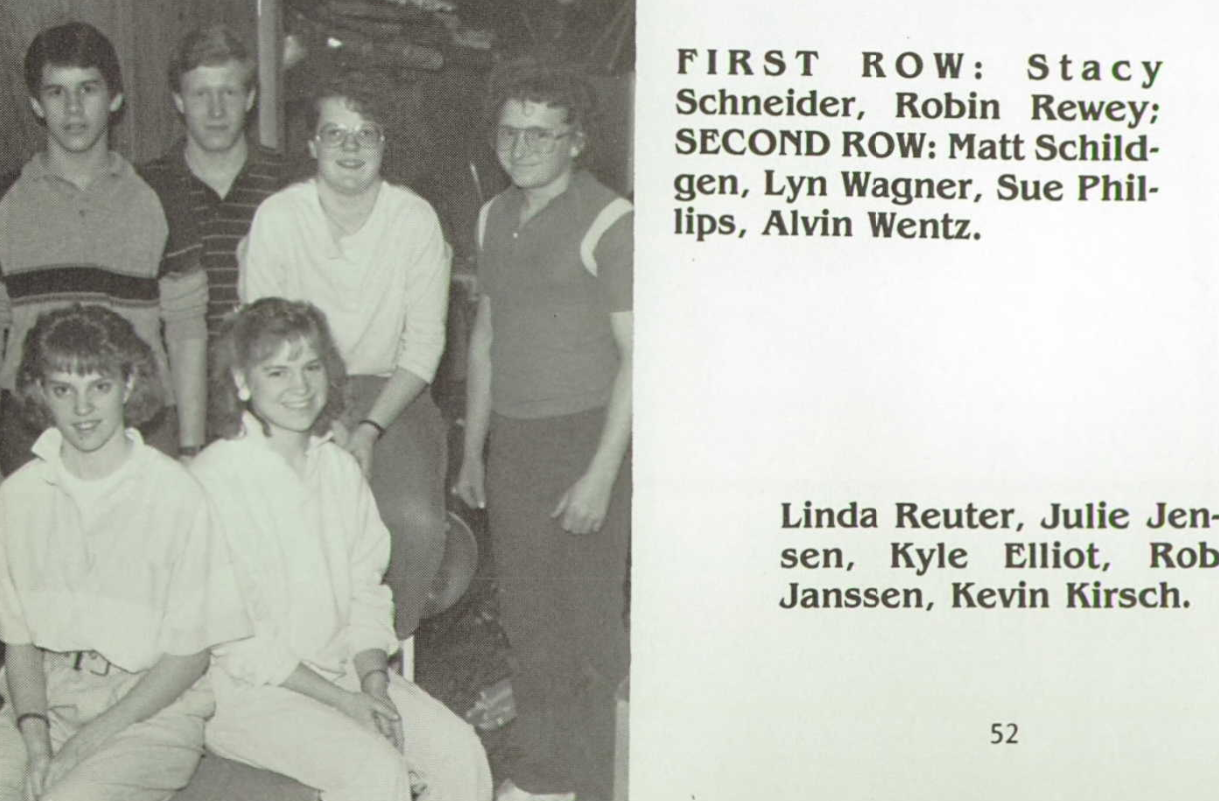 FIRST ROW: Stacy
Schneider, Robin Rewey;
SECOND ROW: Matt Schild-
gen, Lyn Wagner, Sue Phil-
lips, Alvin Wentz.
Linda Reuter, Julie Jen-
sen, Kyle Elliot, Rob
Janssen, Kevin Kirsch.
52